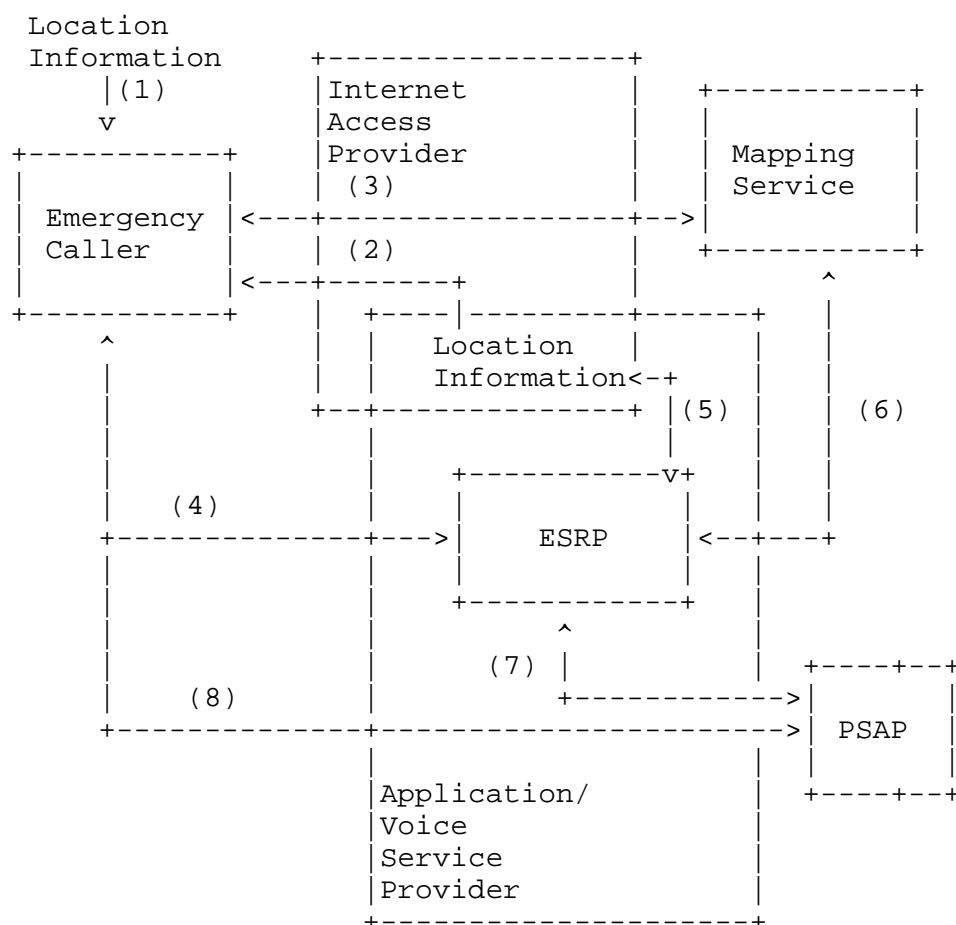 Location
Information
(1)
Internet
Access
Provider
Mapping
Service
(3)
Emergency
Caller
(2)
Location
Information
(5)
(6)
(4)
ESRP
(7)
(8)
PSAP
Application/
Voice
Service
Provider